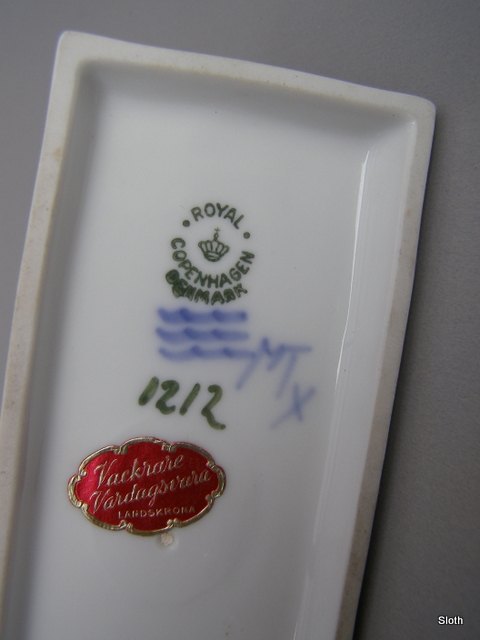 ROYAL
COPENHAGEN
DENMARK
1212
Vackrare
Vardagsvara
LANDSKRONA
Sloth